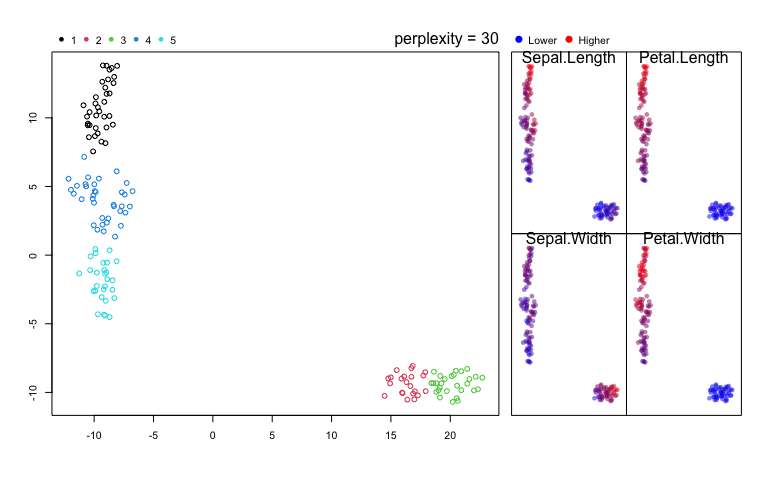 1 2 3 4 5
perplexity = 30
Lower Higher
Sepal.Length Petal.Length
Sepal.Width Petal.Width
10
5
0
-5
-10
-10 -5 0 5 10 15 20